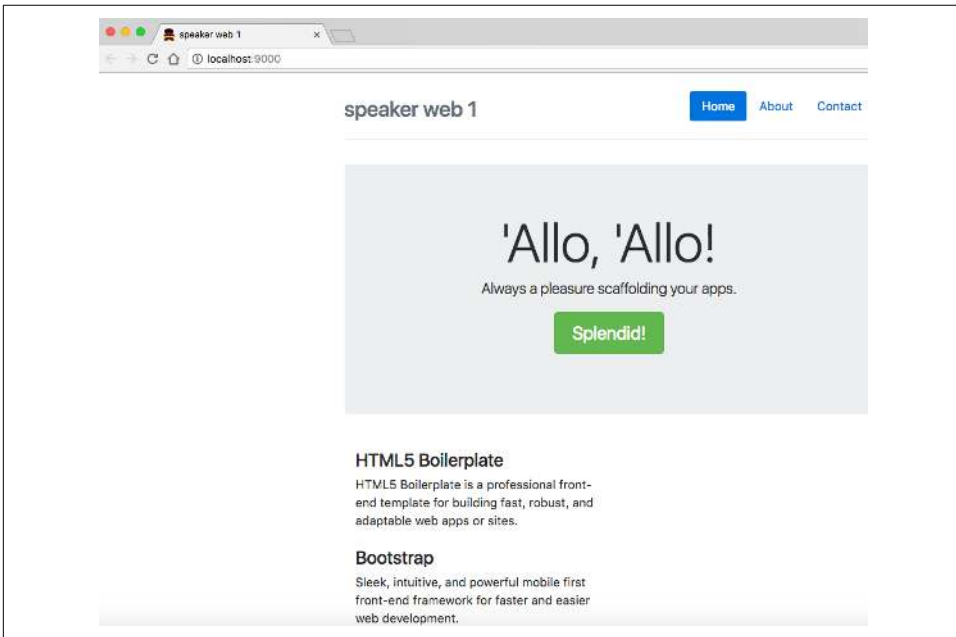 speaker web 1
localhost:9000
speaker web 1
Home About Contact
'Allo, 'Allo!
Always a pleasure scaffolding your apps.
Splendid!
HTML5 Boilerplate
HTML5 Boilerplate is a professional front-
end template for building fast, robust, and
adaptable web apps or sites.
Bootstrap
Sleek, intuitive, and powerful mobile first
front-end framework for faster and easier
web development.